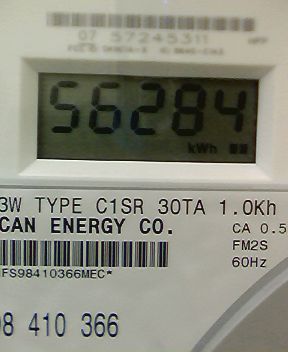 07 57245311
56284
kWh
3W TYPE C1SR 30TA 1.0Kh
CAN ENERGY CO.
CA 0.5
FM2S
60Hz
FS98410366MEC*
98 410 366